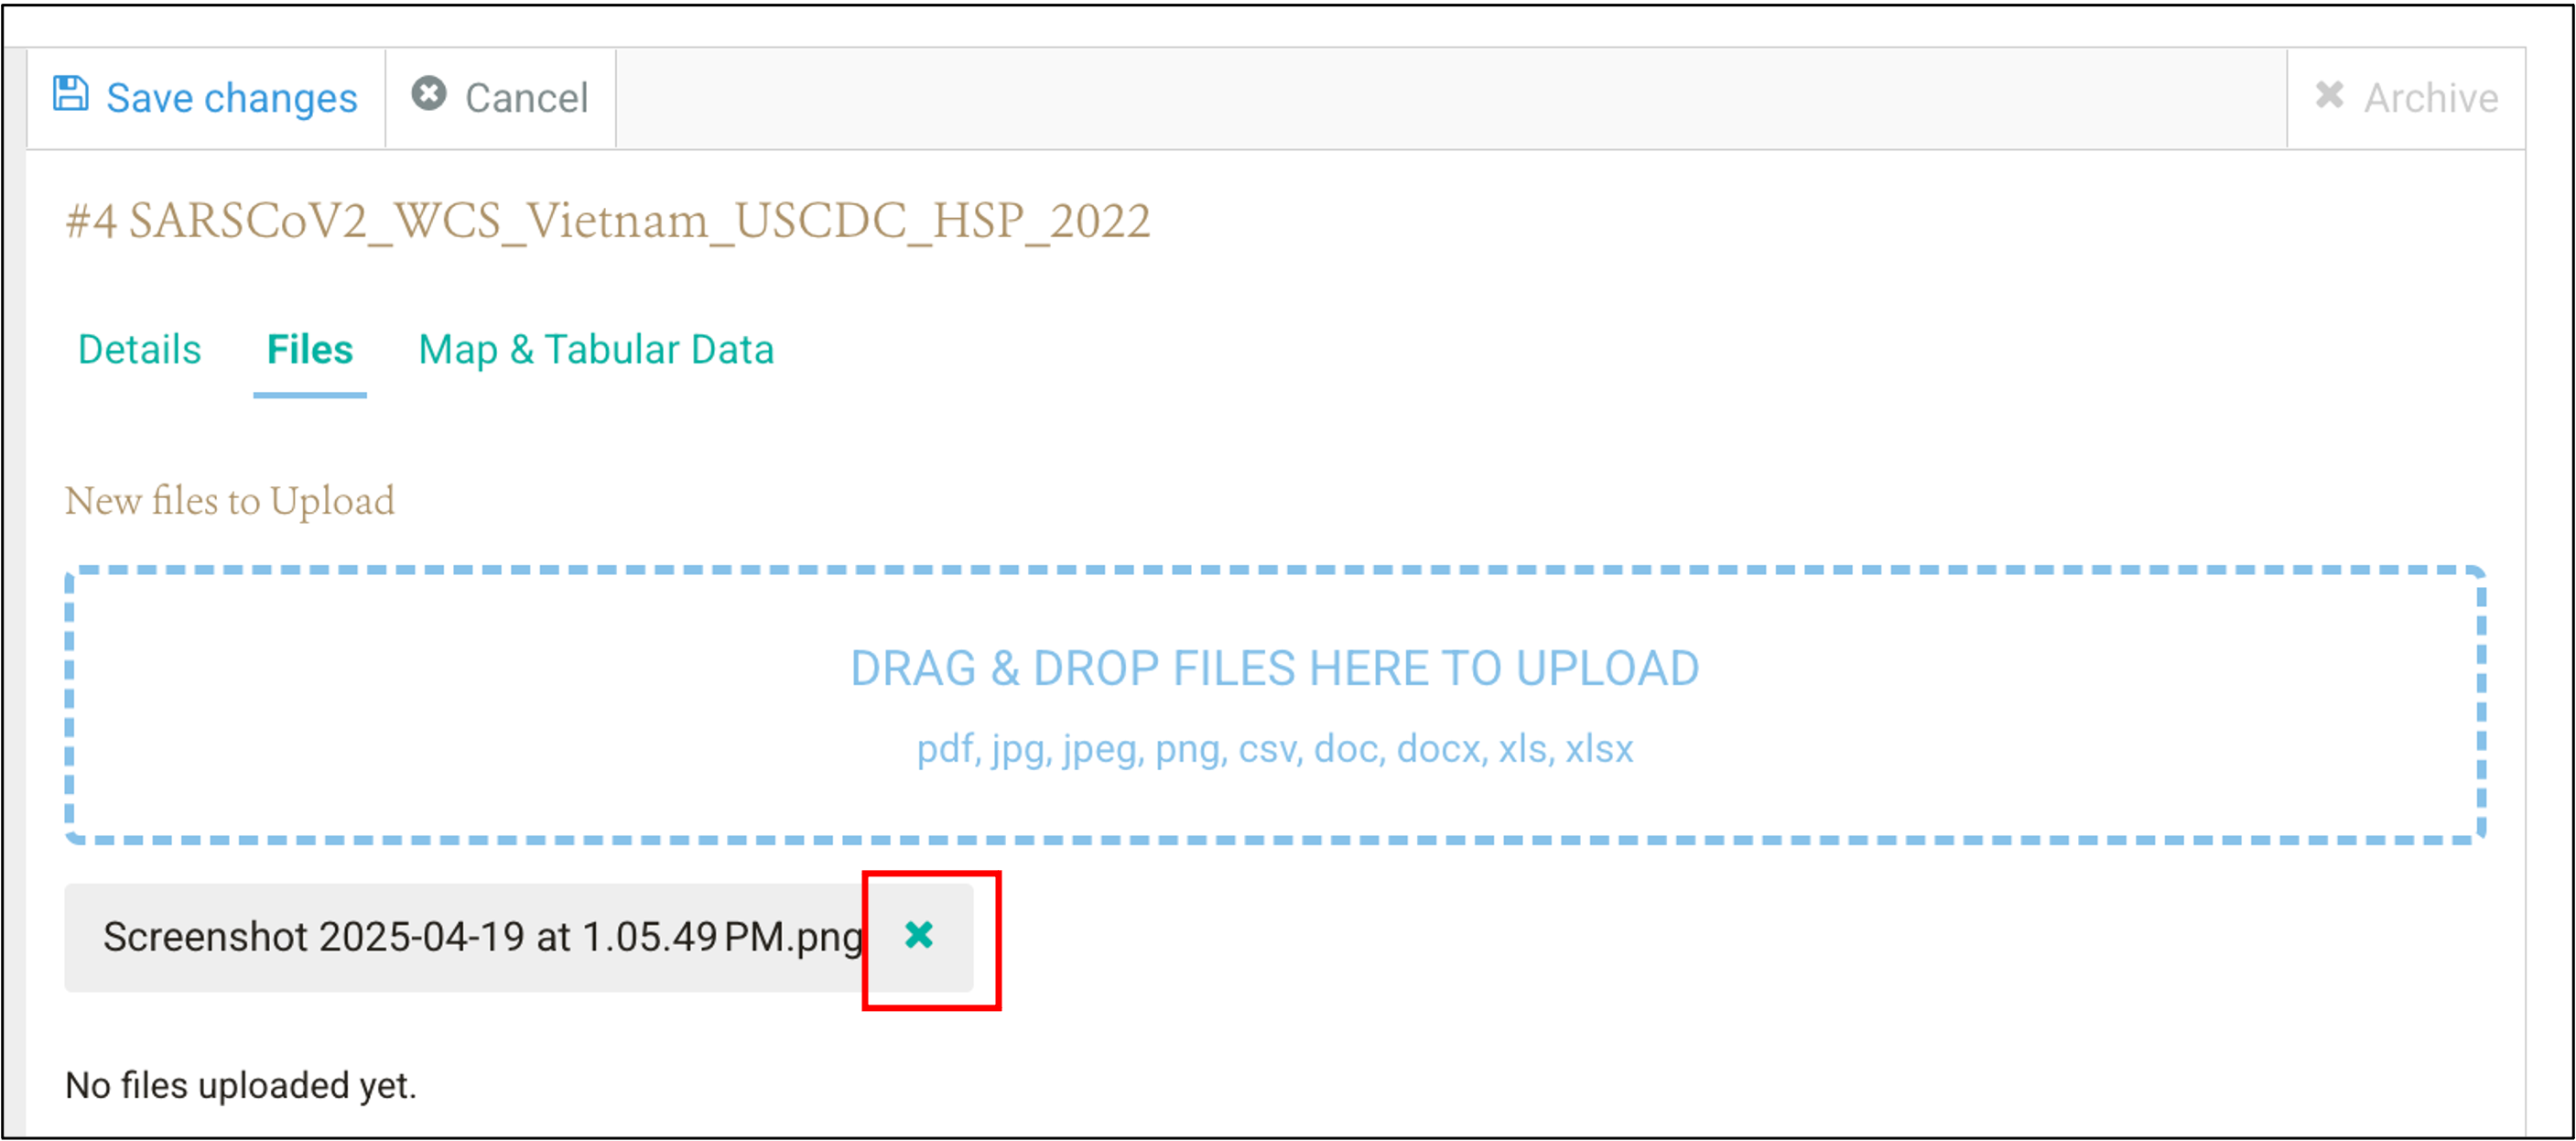 Save changes Cancel Archive
#4 SARSCoV2_WCS_Vietnam_USCDC_HSP_2022
Details Files Map & Tabular Data
New files to Upload
DRAG & DROP FILES HERE TO UPLOAD
pdf, jpg, jpeg, png, csv, doc, docx, xls, xlsx
Screenshot 2025-04-19 at 1.05.49 PM.png
No files uploaded yet.